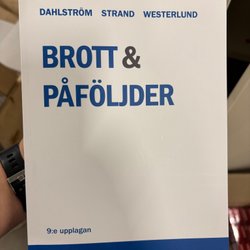 DAHLSTRÖM STRAND WESTERLUND
BROTT &
PÅFÖLJDER
9:e upplagan